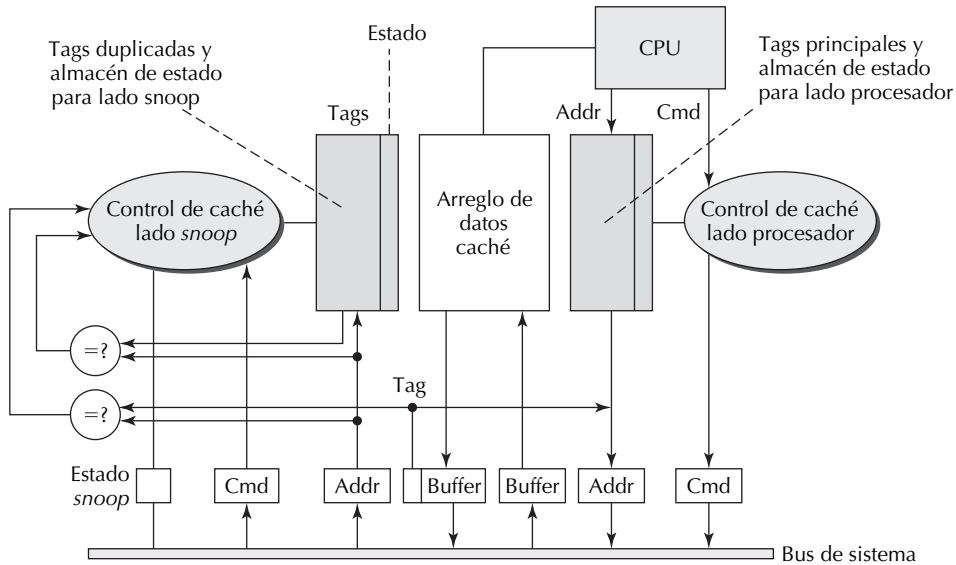 Tags duplicadas y
almacén de estado
para lado snoop
Estado
Tags
CPU
Addr
Cmd
Tags principales y
almacén de estado
para lado procesador
Control de caché
lado snoop
Arreglo de
datos
caché
Control de caché
lado procesador
=?
=?
Tag
Estado
snoop
Cmd
Addr
Buffer
Buffer
Addr
Cmd
Bus de sistema